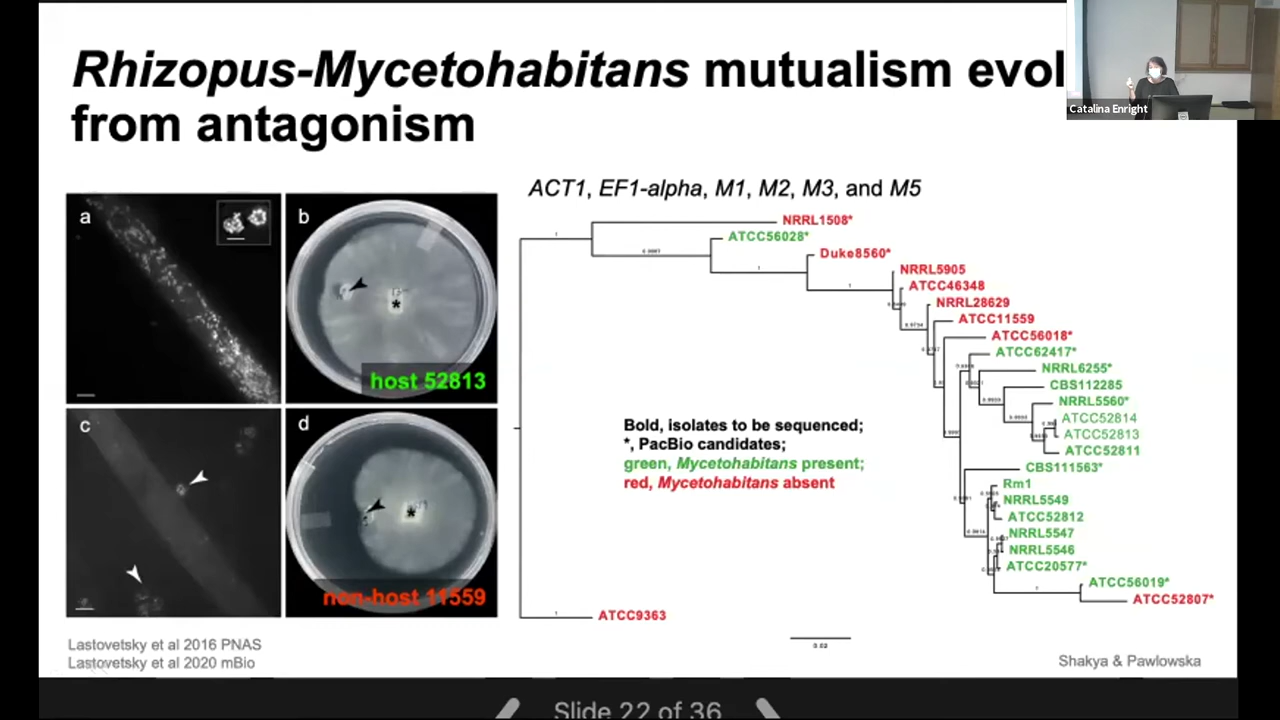 Rhizopus-Mycetohabitans mutualism evol
from antagonism
Catalina Enright
ACT1, EF1-alpha, M1, M2, M3, and M5
a
b
host 52813
c
d
non-host 11559
NRRL1508*
ATCC56028*
Duke8560*
NRRL5905
ATCC46348
NRRL28629
ATCC11559
ATCC56018*
ATCC62417*
NRRL6255*
CBS112285
NRRL5560*
ATCC52814
ATCC52813
ATCC52811
CBS111563*
Rm1
NRRL5549
ATCC52812
NRRL5547
NRRL5546
ATCC20577*
ATCC56019*
ATCC52807*
ATCC9363
Bold, isolates to be sequenced;
*, PacBio candidates;
green, Mycetohabitans present;
red, Mycetohabitans absent
0.02
Lastovetsky et al 2016 PNAS
Lastovetsky et al 2020 mBio
Shakya & Pawlowska
Slide 22 of 36